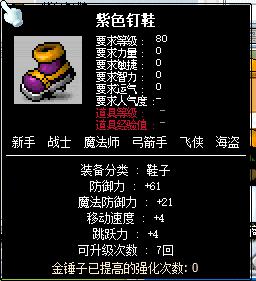 紫色钉鞋
要求等级 : 80
要求力量 : 0
要求敏捷 : 0
要求智力 : 0
要求运气 : 0
要求人气度 : -
道具等级 : -
道具经验值 : -
新手 战士 魔法师 弓箭手 飞侠 海盗
装备分类 : 鞋子
防御力 : +61
魔法防御力 : +21
移动速度 : +4
跳跃力 : +4
可升级次数 : 7回
金锤子已提高的强化次数: 0